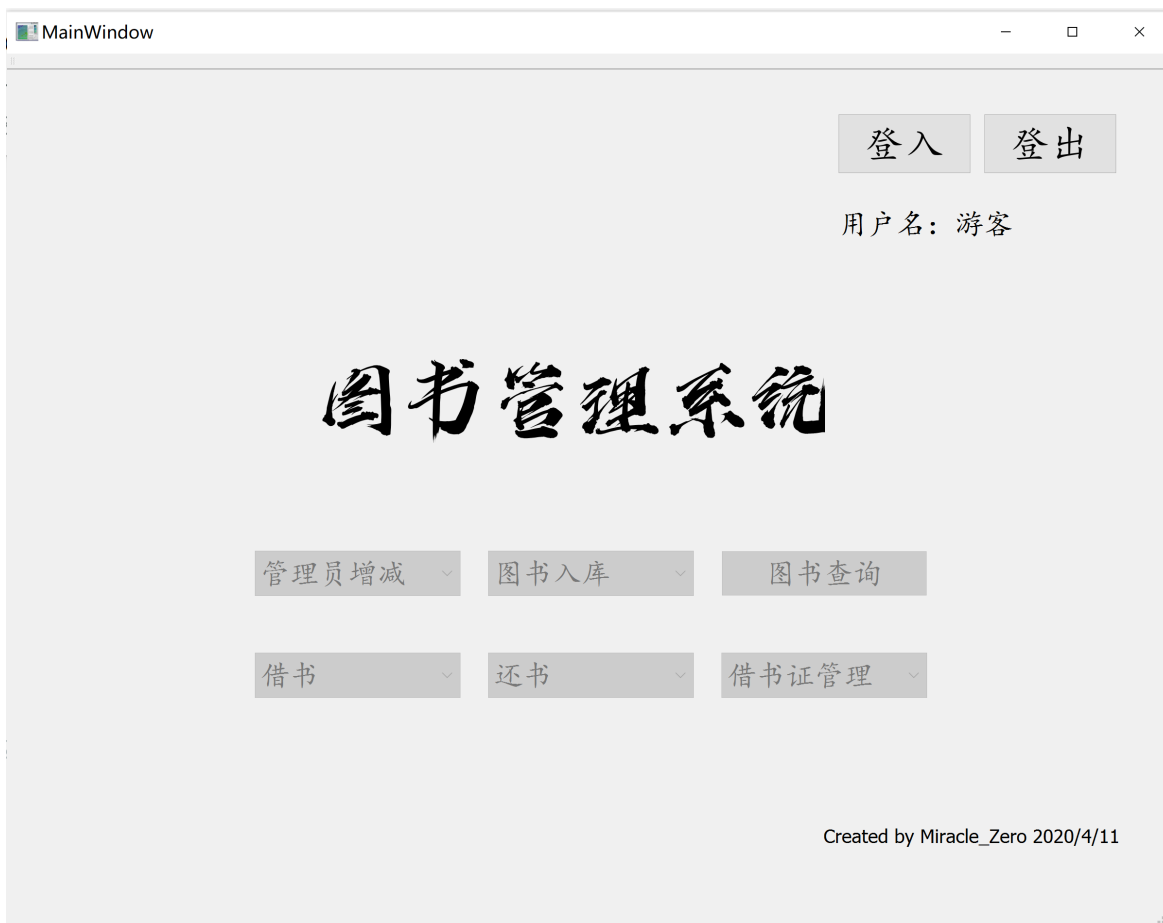 MainWindow
登入 登出
用户名：游客
图书管理系统
管理员增减 图书入库 图书查询
借书 还书 借书证管理
Created by Miracle_Zero 2020/4/11